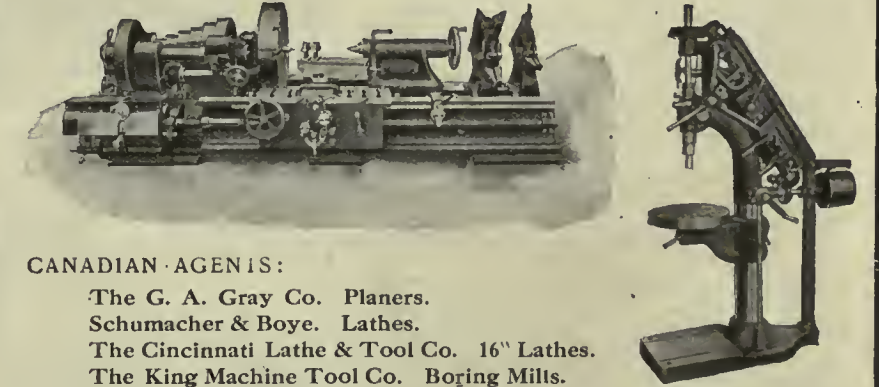 CANADIAN AGENTS:
The G. A. Gray Co. Planers.
Schumacher & Boye. Lathes.
The Cincinnati Lathe & Tool Co. 16" Lathes.
The King Machine Tool Co. Boring Mills.